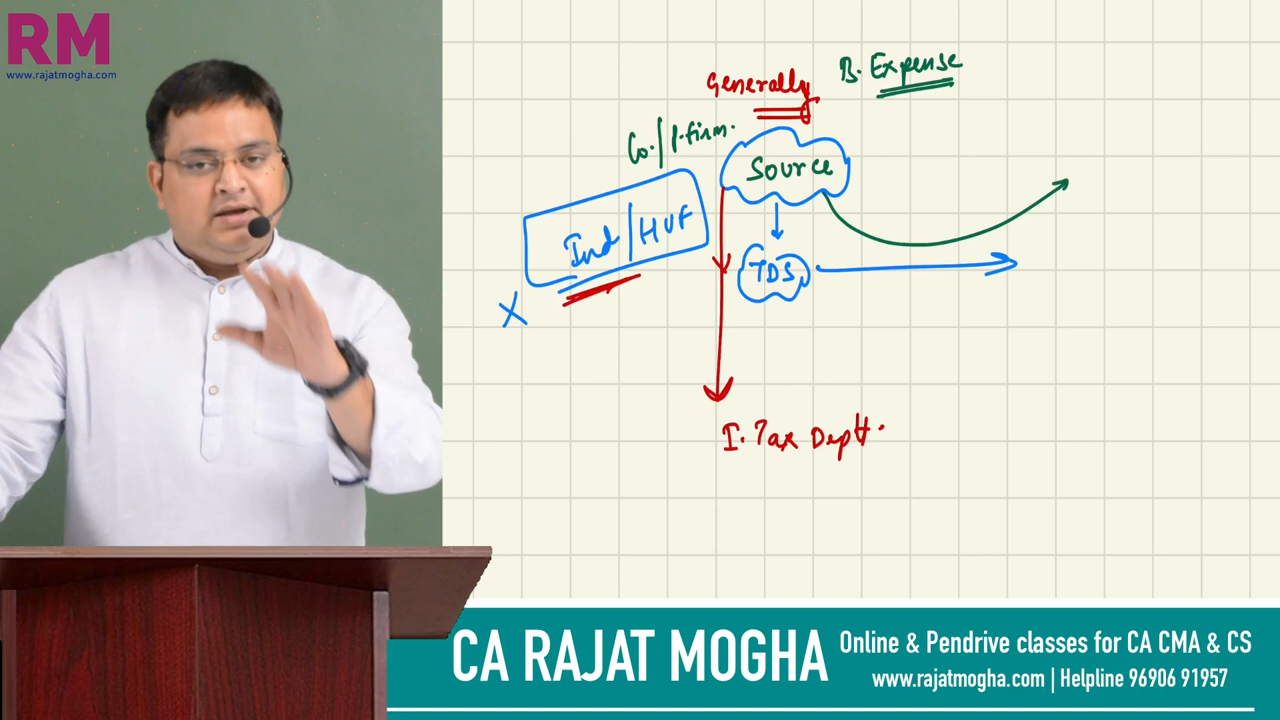 RM
www.rajatmogha.com
Generally
B. Expense
Co./P.firm.
Source
Ind/HUF
TDS
X
I. Tax Deptt.
CA RAJAT MOGHA
Online & Pendrive classes for CA CMA & CS
www.rajatmogha.com | Helpline 96906 91957